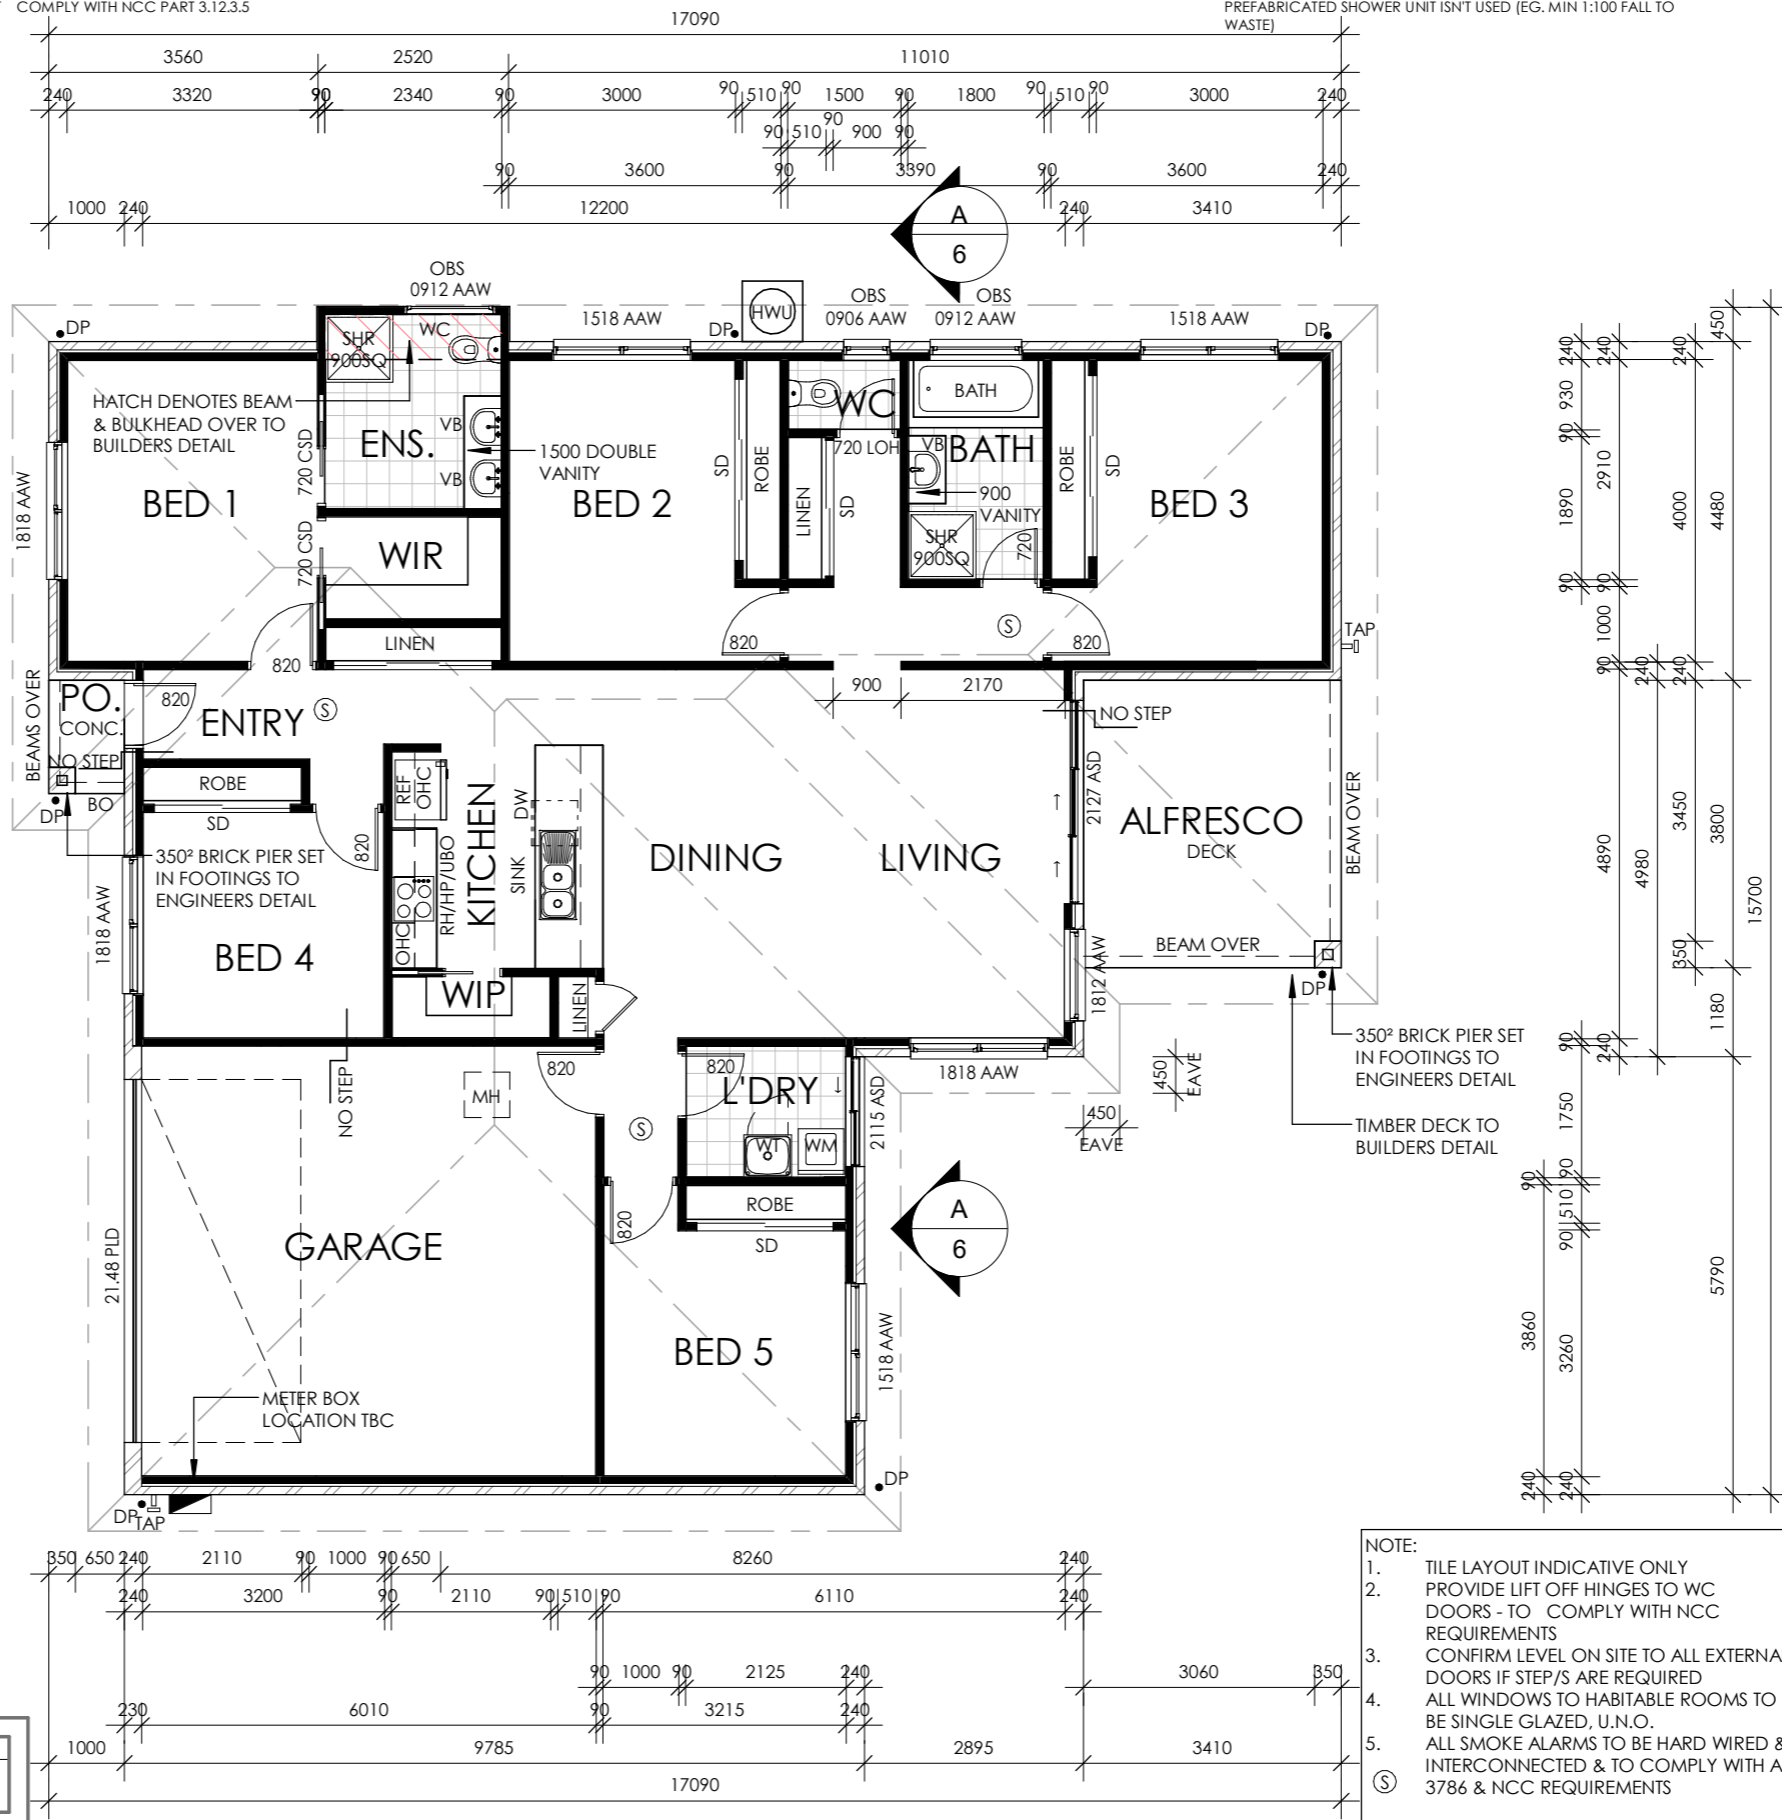 COMPLY WITH NCC PART 3.12.3.5
PREFABRICATED SHOWER UNIT ISN'T USED (EG. MIN 1:100 FALL TO
WASTE)
17090
3560 2520 11010
240 3320 90 2340 90 3000 90 510 90 1500 90 1800 90 510 90 3000 240
90 510 90 900 90
90 3600 90 3390 90 3600 240
1000 240 12200 240 3410
A
6
OBS
0912 AAW
1518 AAW
HWU
OBS
0906 AAW
OBS
0912 AAW
1518 AAW
DP
DP
DP
SHR
900SQ
WC
HATCH DENOTES BEAM
& BULKHEAD OVER TO
BUILDERS DETAIL
ENS.
VB
VB
1500 DOUBLE
VANITY
720 CSD
1818 AAW
BED 1
BED 2
SD
ROBE
WC
720 LOH
LINEN
SD
BATH
VB
BATH
900
VANITY
SHR
900SQ
720
ROBE
SD
BED 3
720 CSD
WIR
LINEN
820
820
820
S
TAP
BEAMS OVER
PO.
CONC.
NO STEP
BO
DP
820
ENTRY
S
900 2170
NO STEP
ROBE
SD
820
350² BRICK PIER SET
IN FOOTINGS TO
ENGINEERS DETAIL
1818 AAW
BED 4
REF
OHC
OHC
RH/HP/UBO
KITCHEN
SINK
DW
DINING
LIVING
2127 ASD
ALFRESCO
DECK
BEAM OVER
BEAM OVER
1812 AAW
DP
WIP
LINEN
350² BRICK PIER SET
IN FOOTINGS TO
ENGINEERS DETAIL
TIMBER DECK TO
BUILDERS DETAIL
1818 AAW
450
EAVE
450
EAVE
NO STEP
MH
820
820
L'DRY
WT
WM
2115 ASD
S
ROBE
SD
820
A
6
21.48 PLD
GARAGE
BED 5
1518 AAW
METER BOX
LOCATION TBC
DP
TAP
DP
240 930 90 1890 90
240 2910 90 1000 90
240 4000 240
450 4480
4890 240
240 4980
3450 350
3800 1180 5790
15700
90 1750 90 510 90 3260 240
90 3860 240
350 650 240 2110 90 1000 90 650 8260 240
240 3200 90 2110 90 510 90 6110 240
90 1000 90 2125 240 3060 350
230 6010 90 3215 240
1000 9785 2895 3410
17090
NOTE:
1. TILE LAYOUT INDICATIVE ONLY
2. PROVIDE LIFT OFF HINGES TO WC
DOORS - TO COMPLY WITH NCC
REQUIREMENTS
3. CONFIRM LEVEL ON SITE TO ALL EXTERNA
DOORS IF STEP/S ARE REQUIRED
4. ALL WINDOWS TO HABITABLE ROOMS TO
BE SINGLE GLAZED, U.N.O.
5. ALL SMOKE ALARMS TO BE HARD WIRED &
INTERCONNECTED & TO COMPLY WITH A
S 3786 & NCC REQUIREMENTS